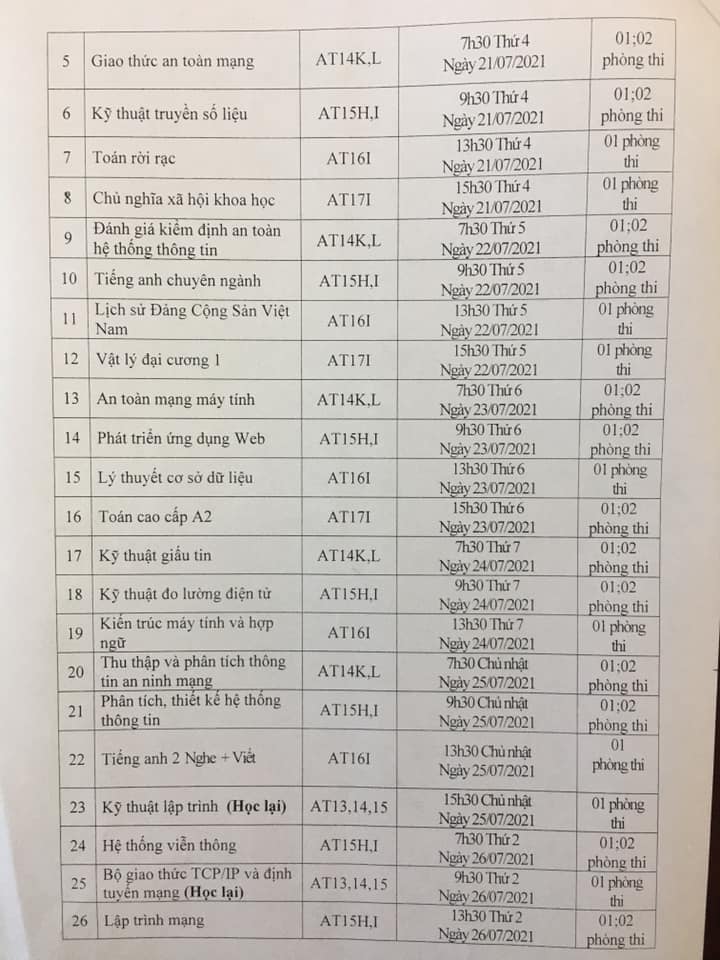 5 Giao thức an toàn mạng AT14K,L 7h30 Thứ 4 01;02
Ngày 21/07/2021 phòng thi
6 Kỹ thuật truyền số liệu AT15H,I 9h30 Thứ 4 01;02
Ngày 21/07/2021 phòng thi
7 Toán rời rạc AT16I 13h30 Thứ 4 01 phòng
Ngày 21/07/2021 thi
8 Chủ nghĩa xã hội khoa học AT17I 15h30 Thứ 4 01 phòng
Ngày 21/07/2021 thi
9 Đánh giá kiểm định an toàn AT14K,L 7h30 Thứ 5 01;02
hệ thống thông tin Ngày 22/07/2021 phòng thi
10 Tiếng anh chuyên ngành AT15H,I 9h30 Thứ 5 01;02
Ngày 22/07/2021 phòng thi
11 Lịch sử Đảng Cộng Sản Việt AT16I 13h30 Thứ 5 01 phòng
Nam Ngày 22/07/2021 thi
12 Vật lý đại cương 1 AT17I 15h30 Thứ 5 01 phòng
Ngày 22/07/2021 thi
13 An toàn mạng máy tính AT14K,L 7h30 Thứ 6 01;02
Ngày 23/07/2021 phòng thi
14 Phát triển ứng dụng Web AT15H,I 9h30 Thứ 6 01;02
Ngày 23/07/2021 phòng thi
15 Lý thuyết cơ sở dữ liệu AT16I 13h30 Thứ 6 01 phòng
Ngày 23/07/2021 thi
16 Toán cao cấp A2 AT17I 15h30 Thứ 6 01;02
Ngày 23/07/2021 phòng thi
17 Kỹ thuật giấu tin AT14K,L 7h30 Thứ 7 01;02
Ngày 24/07/2021 phòng thi
18 Kỹ thuật đo lường điện tử AT15H,I 9h30 Thứ 7 01;02
Ngày 24/07/2021 phòng thi
19 Kiến trúc máy tính và hợp AT16I 13h30 Thứ 7 01 phòng
ngữ Ngày 24/07/2021 thi
20 Thu thập và phân tích thông AT14K,L 7h30 Chủ nhật 01;02
tin an ninh mạng Ngày 25/07/2021 phòng thi
21 Phân tích, thiết kế hệ thống AT15H,I 9h30 Chủ nhật 01;02
thông tin Ngày 25/07/2021 phòng thi
22 Tiếng anh 2 Nghe + Viết AT16I 13h30 Chủ nhật 01
Ngày 25/07/2021 phòng thi
23 Kỹ thuật lập trình (Học lại) AT13,14,15 15h30 Chủ nhật 01 phòng
Ngày 25/07/2021 thi
24 Hệ thống viễn thông AT15H,I 7h30 Thứ 2 01;02
Ngày 26/07/2021 phòng thi
25 Bộ giao thức TCP/IP và định AT13,14,15 9h30 Thứ 2 01 phòng
tuyến mạng (Học lại) Ngày 26/07/2021 thi
26 Lập trình mạng AT15H,I 13h30 Thứ 2 01;02
Ngày 26/07/2021 phòng thi